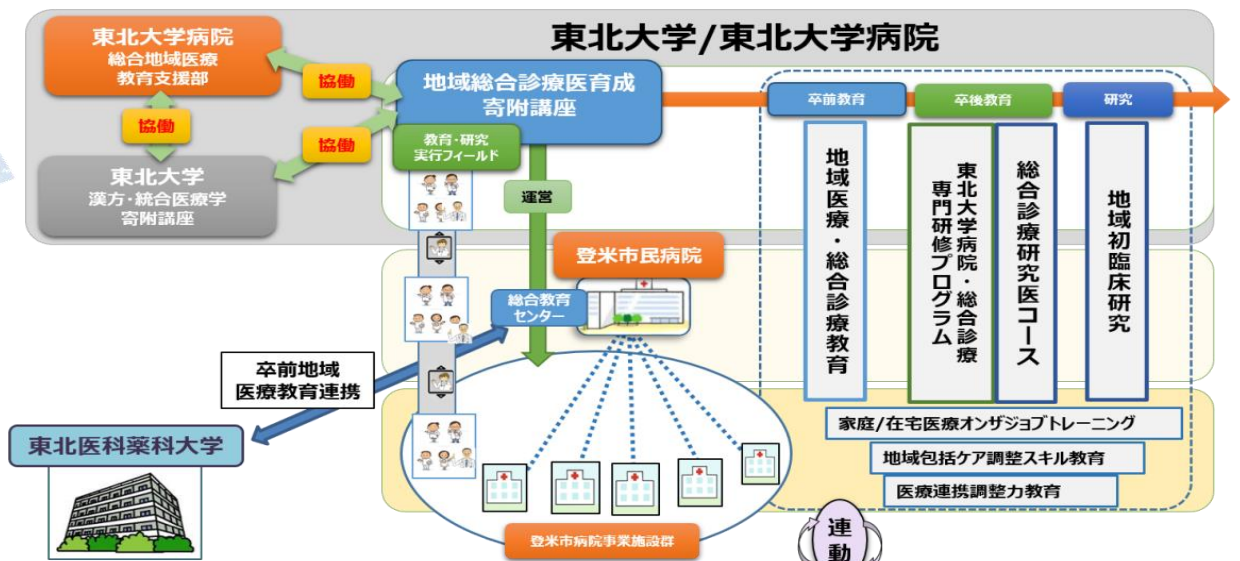 東北大学/東北大学病院
東北大学病院
総合地域医療
教育支援部
協働
協働
協働
東北大学
漢方・統合医療学
寄附講座
地域総合診療医育成
寄附講座
教育・研究
実行フィールド
運営
卒前教育
卒後教育
研究
地域医療・総合診療教育
東北大学病院・総合診療
専門研修プログラム
総合診療研究医コース
地域初臨床研究
登米市民病院
総合教育
センター
卒前地域
医療教育連携
東北医科薬科大学
家庭/在宅医療オンザジョブトレーニング
地域包括ケア調整スキル教育
医療連携調整力教育
登米市病院事業施設群
連動